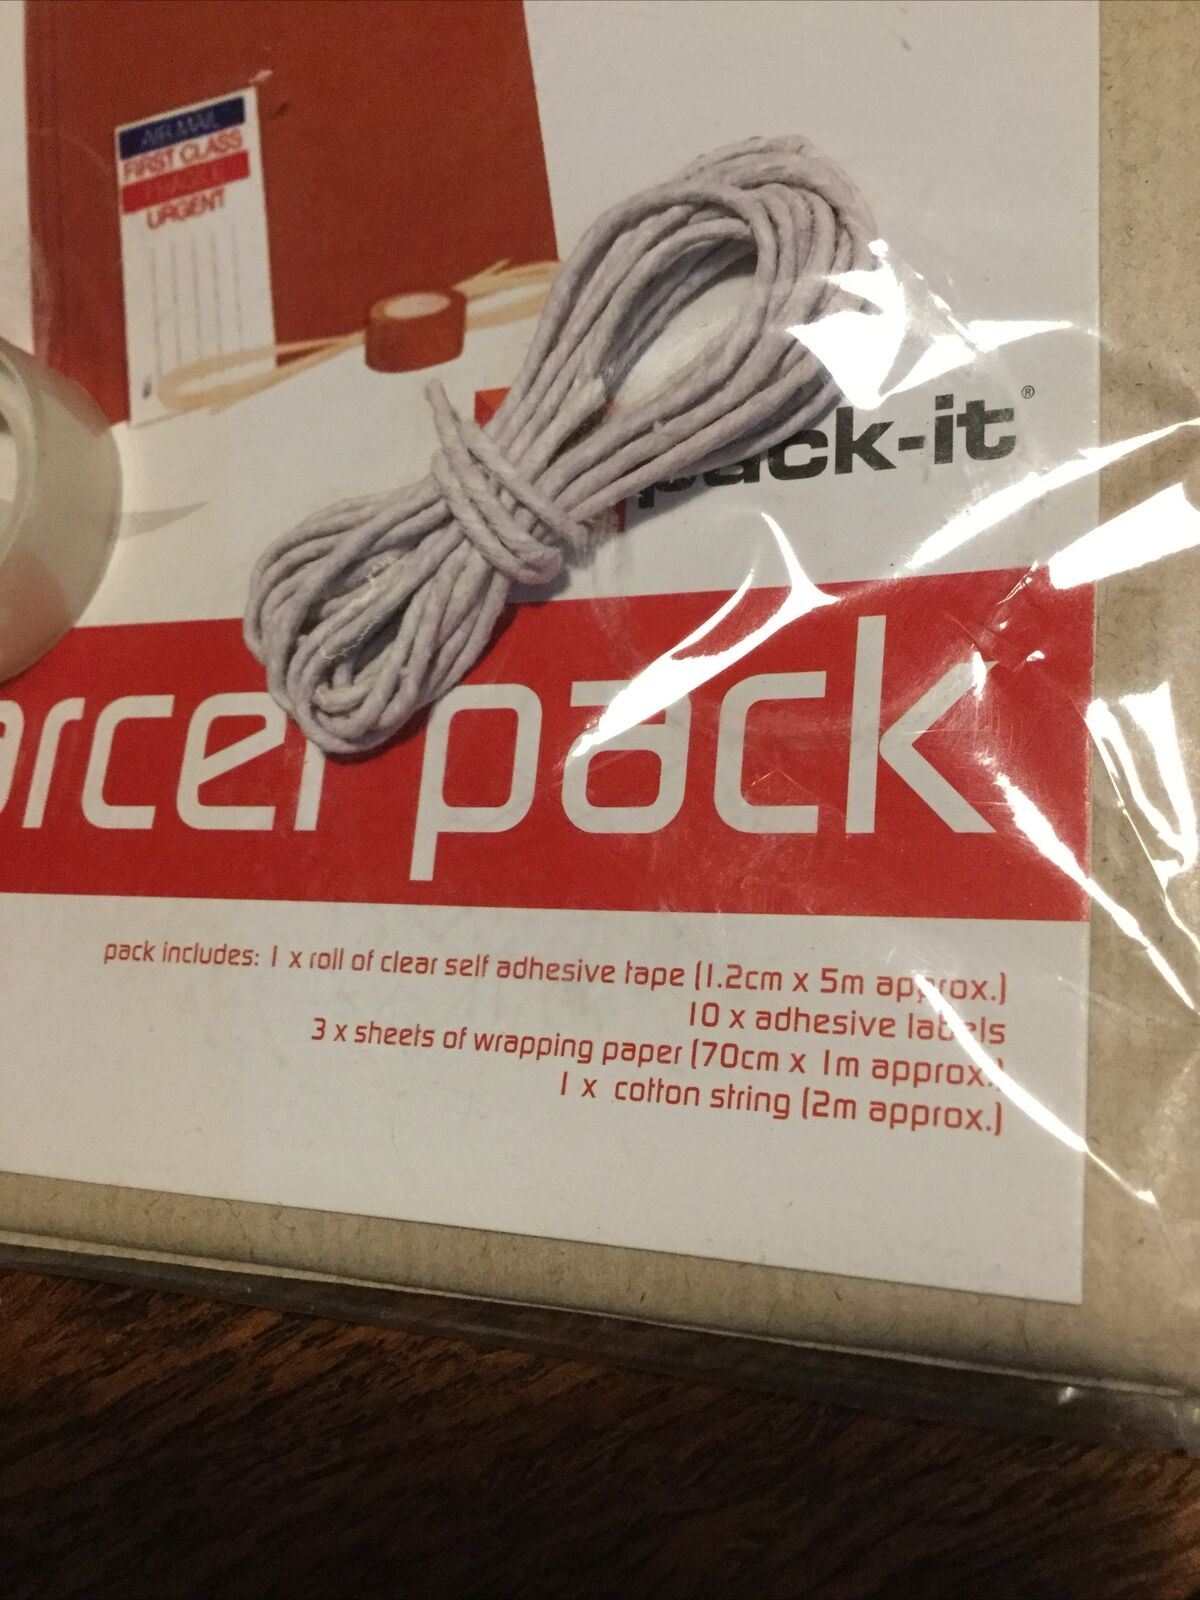 AIR MAIL
FIRST CLASS
FRAGILE
URGENT
pack-it®
arcel pack
pack includes: 1 x roll of clear self adhesive tape (1.2cm x 5m approx.)
10 x adhesive labels
3 x sheets of wrapping paper (70cm x 1m approx.)
1 x cotton string (2m approx.)